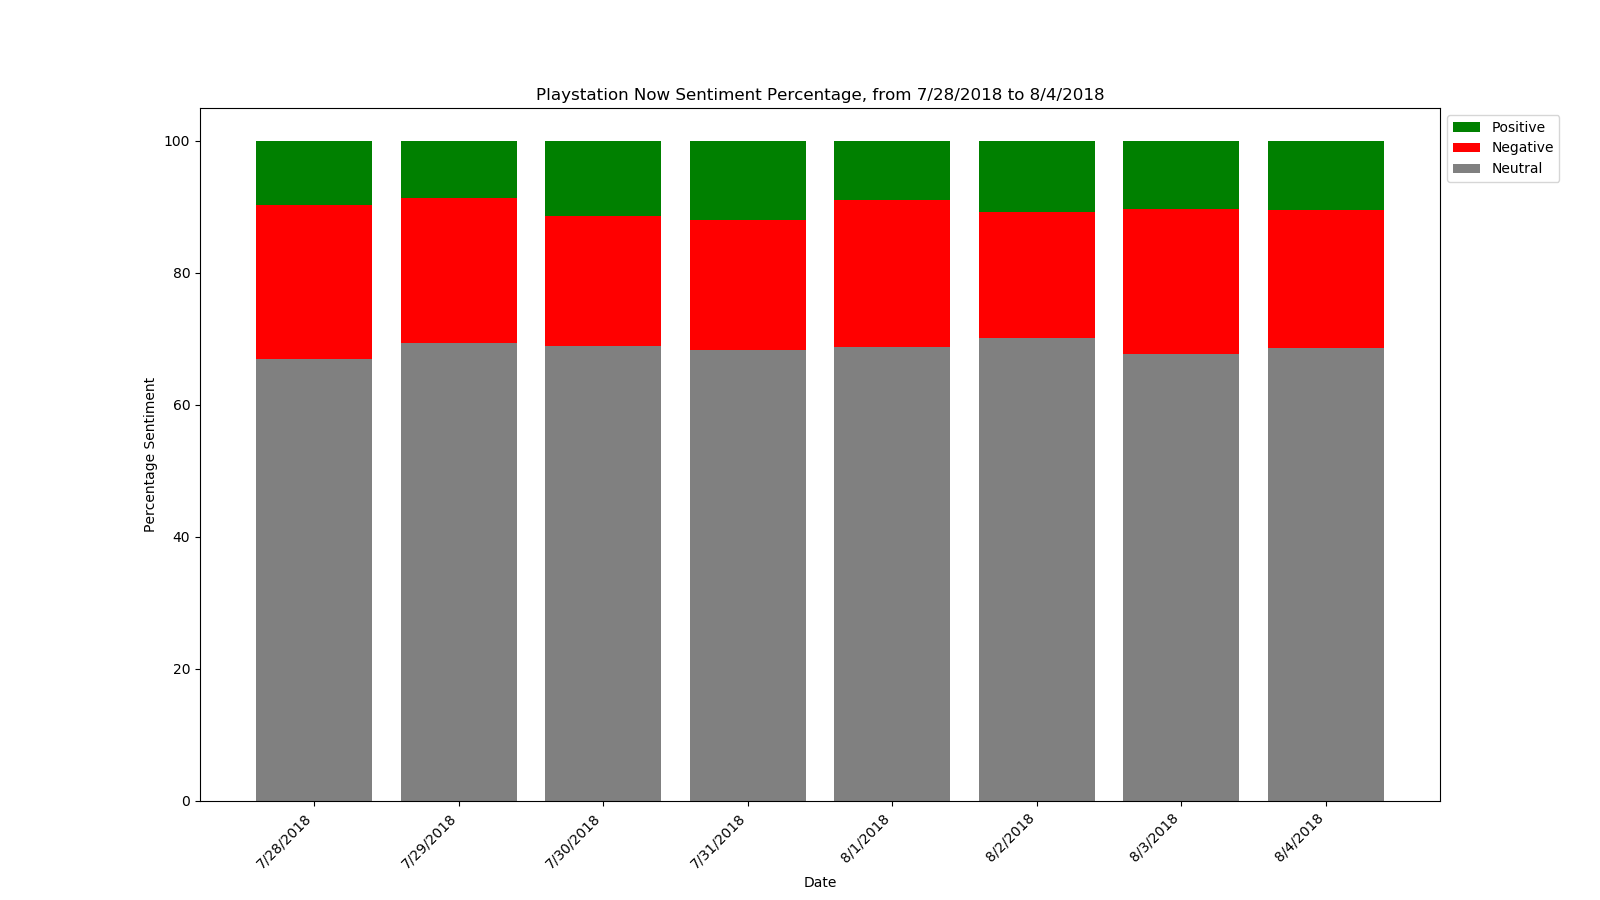 Playstation Now Sentiment Percentage, from 7/28/2018 to 8/4/2018
Positive
Negative
Neutral
Percentage Sentiment
100
80
60
40
20
0
7/28/2018
7/29/2018
7/30/2018
7/31/2018
8/1/2018
8/2/2018
8/3/2018
8/4/2018
Date